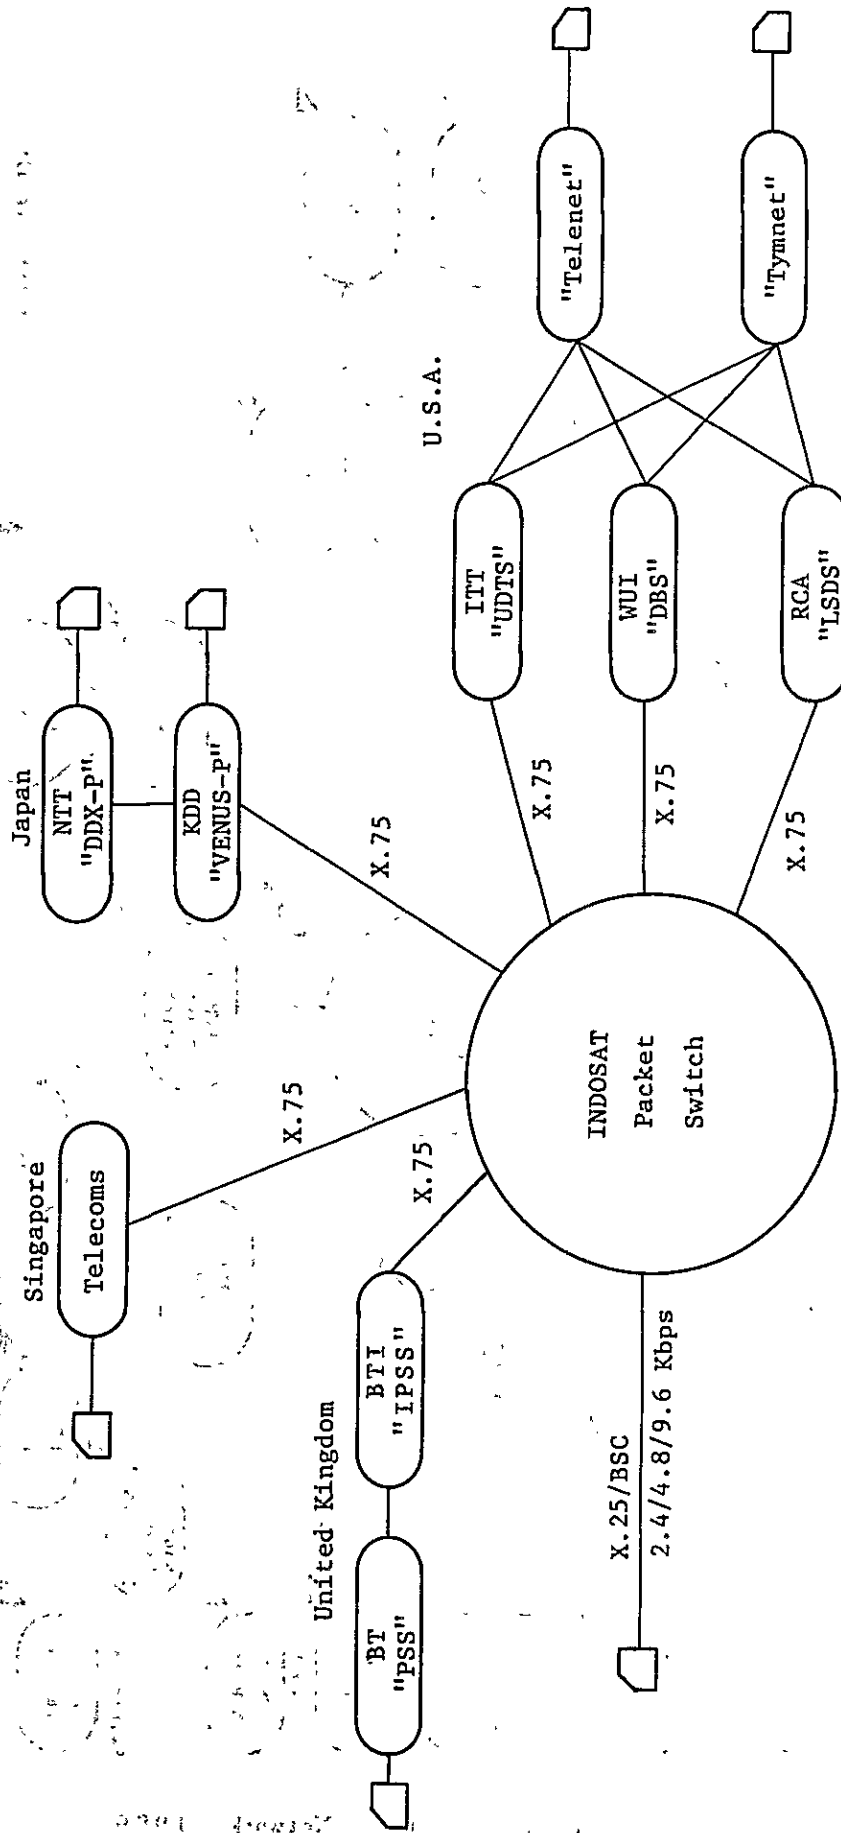 Singapore
Telecoms
Japan
NTT
"DDX-P"
KDD
"VENUS-P"
United Kingdom
BT
"PSS"
BTI
"IPSS"
X.75
X.75
X.75
U.S.A.
ITT
"UDTS"
"Telenet"
X.75
WUI
"DBS"
"Tymnet"
X.75
RCA
"LSDS"
X.75
INDOSAT
Packet
Switch
X.25/BSC
2.4/4.8/9.6 Kbps